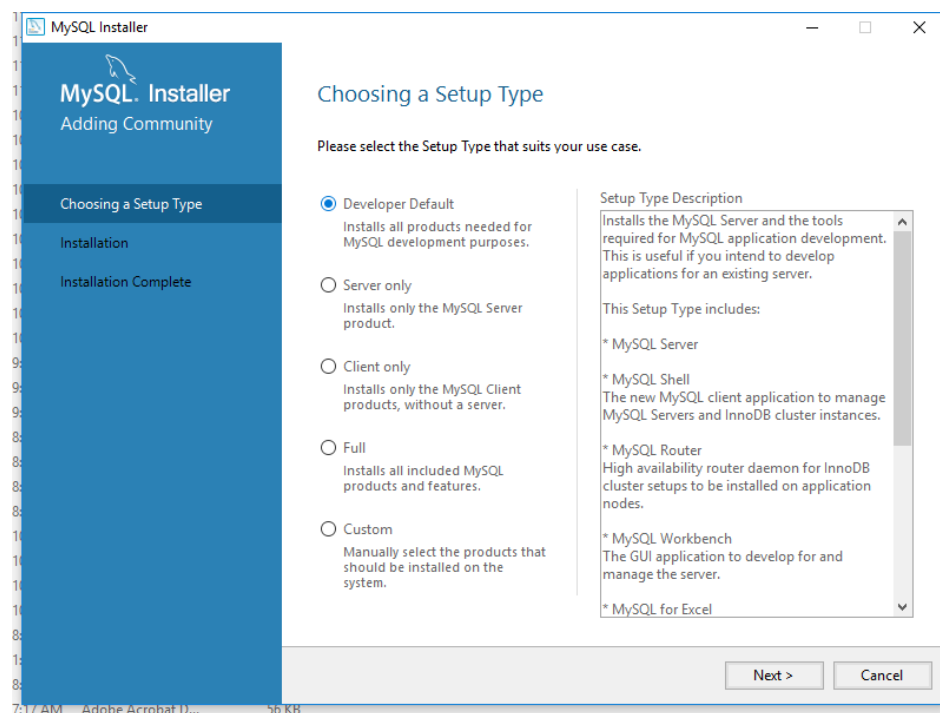 MySQL Installer
MySQL. Installer
Adding Community
Choosing a Setup Type
Installation
Installation Complete
Choosing a Setup Type
Please select the Setup Type that suits your use case.
Developer Default
Installs all products needed for
MySQL development purposes.
Server only
Installs only the MySQL Server
product.
Client only
Installs only the MySQL Client
products, without a server.
Full
Installs all included MySQL
products and features.
Custom
Manually select the products that
should be installed on the
system.
Setup Type Description
Installs the MySQL Server and the tools
required for MySQL application development.
This is useful if you intend to develop
applications for an existing server.
This Setup Type includes:
* MySQL Server
* MySQL Shell
The new MySQL client application to manage
MySQL Servers and InnoDB cluster instances.
* MySQL Router
High availability router daemon for InnoDB
cluster setups to be installed on application
nodes.
* MySQL Workbench
The GUI application to develop for and
manage the server.
* MySQL for Excel
Next >
Cancel
7:17 AM Adobe Acrobat D... 56 KB